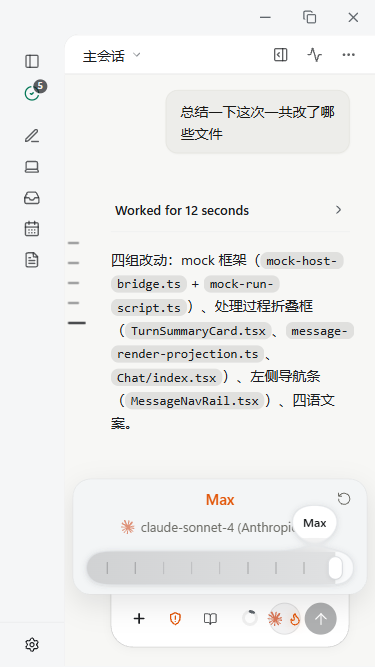 主会话
5
总结一下这次一共改了哪
些文件
Worked for 12 seconds
四组改动：mock 框架（mock-host-
bridge.ts + mock-run-
script.ts）、处理过程折叠框
（TurnSummaryCard.tsx、message-
render-projection.ts、
Chat/index.tsx）、左侧导航条
（MessageNavRail.tsx）、四语文
案。
Max
claude-sonnet-4 (Anthropic
Max